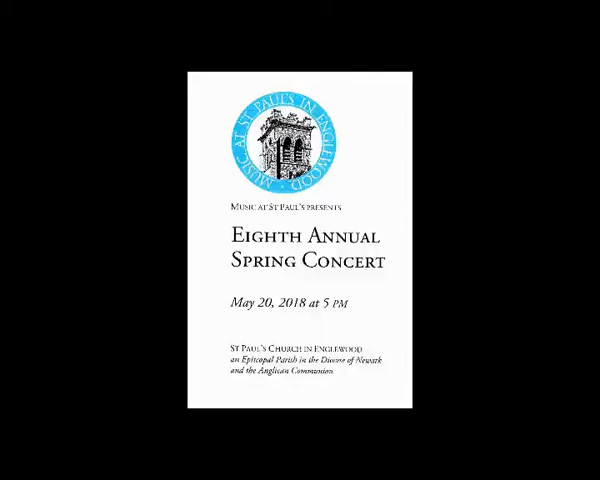 MUSIC AT ST PAUL'S IN ENGLEWOOD
MUSIC AT ST PAUL'S PRESENTS
EIGHTH ANNUAL
SPRING CONCERT
May 20, 2018 at 5 PM
ST PAUL'S CHURCH IN ENGLEWOOD
an Episcopal Parish in the Diocese of Newark
and the Anglican Communion